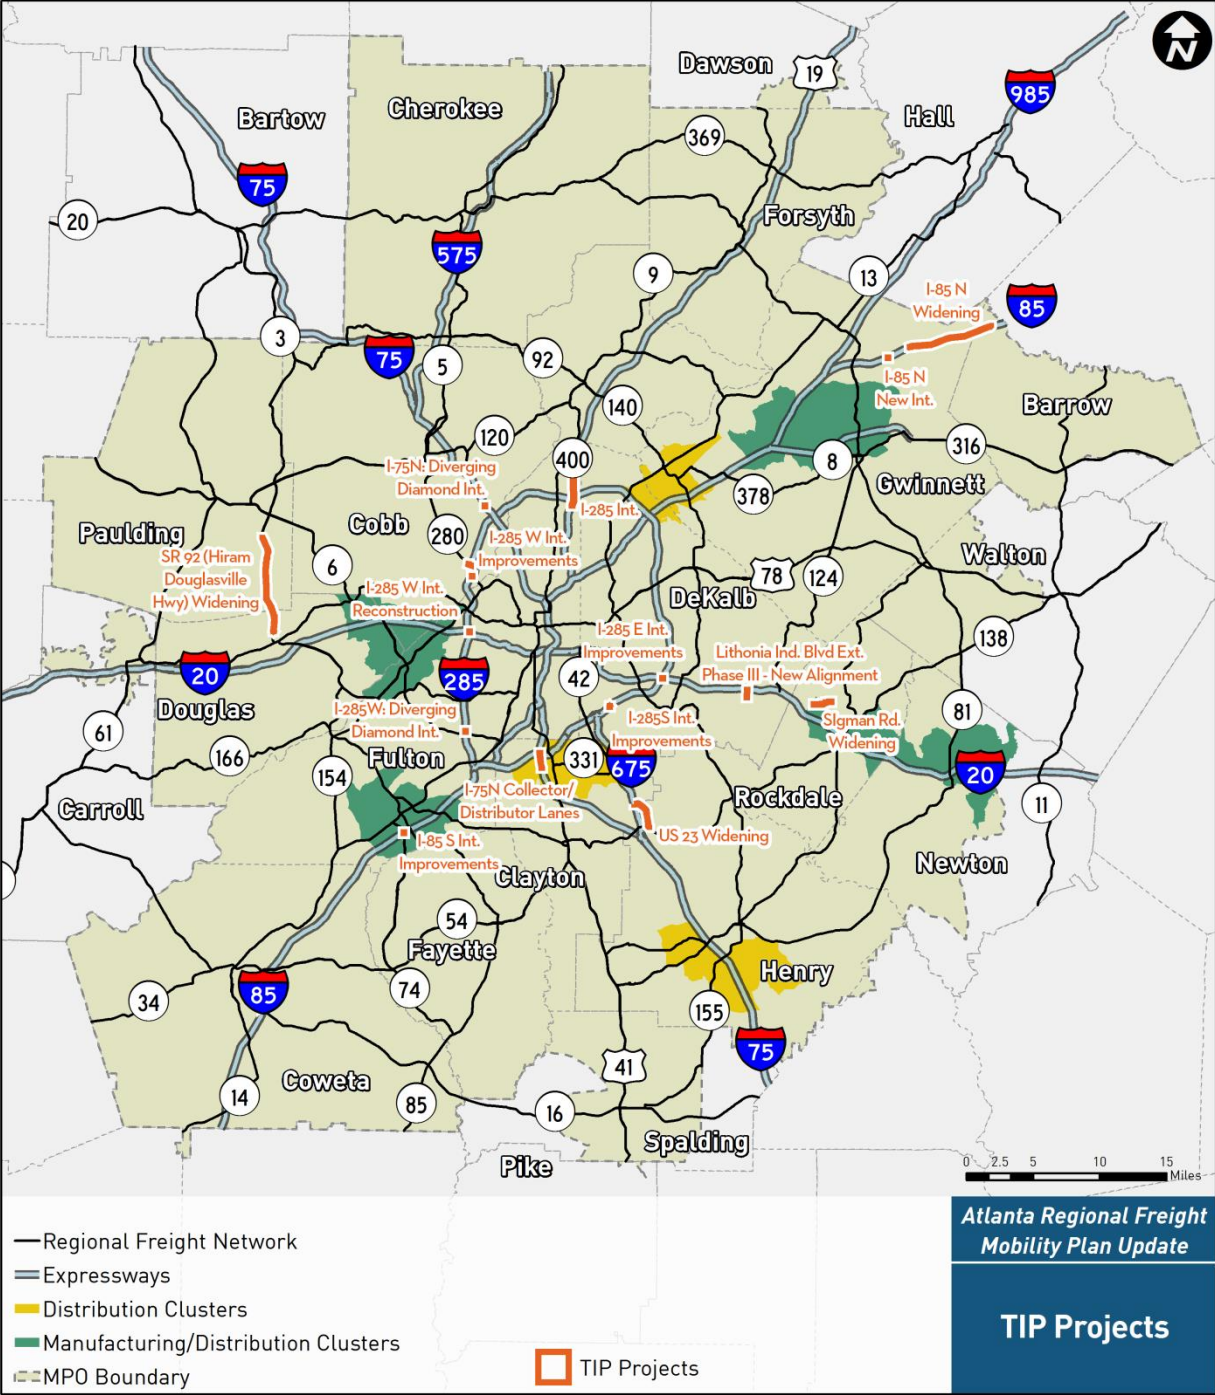 N
Dawson
19
985
Bartow
Cherokee
Hall
369
75
20
Forsyth
575
9
13
I-85 N
Widening
85
3
75
5
92
I-85 N
New Int.
140
Barrow
120
400
8
316
I-75N: Diverging
Diamond Int.
Gwinnett
378
I-285 Int.
Paulding
Cobb
280
I-285 W Int.
Improvements
Walton
SR 92 (Hiram
Douglasville
Hwy) Widening
6
78
124
DeKalb
I-285 W Int.
Reconstruction
I-285 E Int.
Improvements
138
20
285
42
Lithonia Ind. Blvd Ext.
Phase III - New Alignment
Douglas
I-285W: Diverging
Diamond Int.
I-285S Int.
Improvements
SIgman Rd.
Widening
81
61
166
Fulton
331
675
20
154
Carroll
I-75N Collector/
Distributor Lanes
Rockdale
11
US 23 Widening
I-85 S Int.
Improvements
Clayton
Newton
54
Fayette
Henry
85
34
74
155
75
41
Coweta
14
85
16
Spalding
Pike
0 2.5 5 10 15
Miles
Regional Freight Network
Expressways
Distribution Clusters
Manufacturing/Distribution Clusters
MPO Boundary
TIP Projects
Atlanta Regional Freight
Mobility Plan Update
TIP Projects